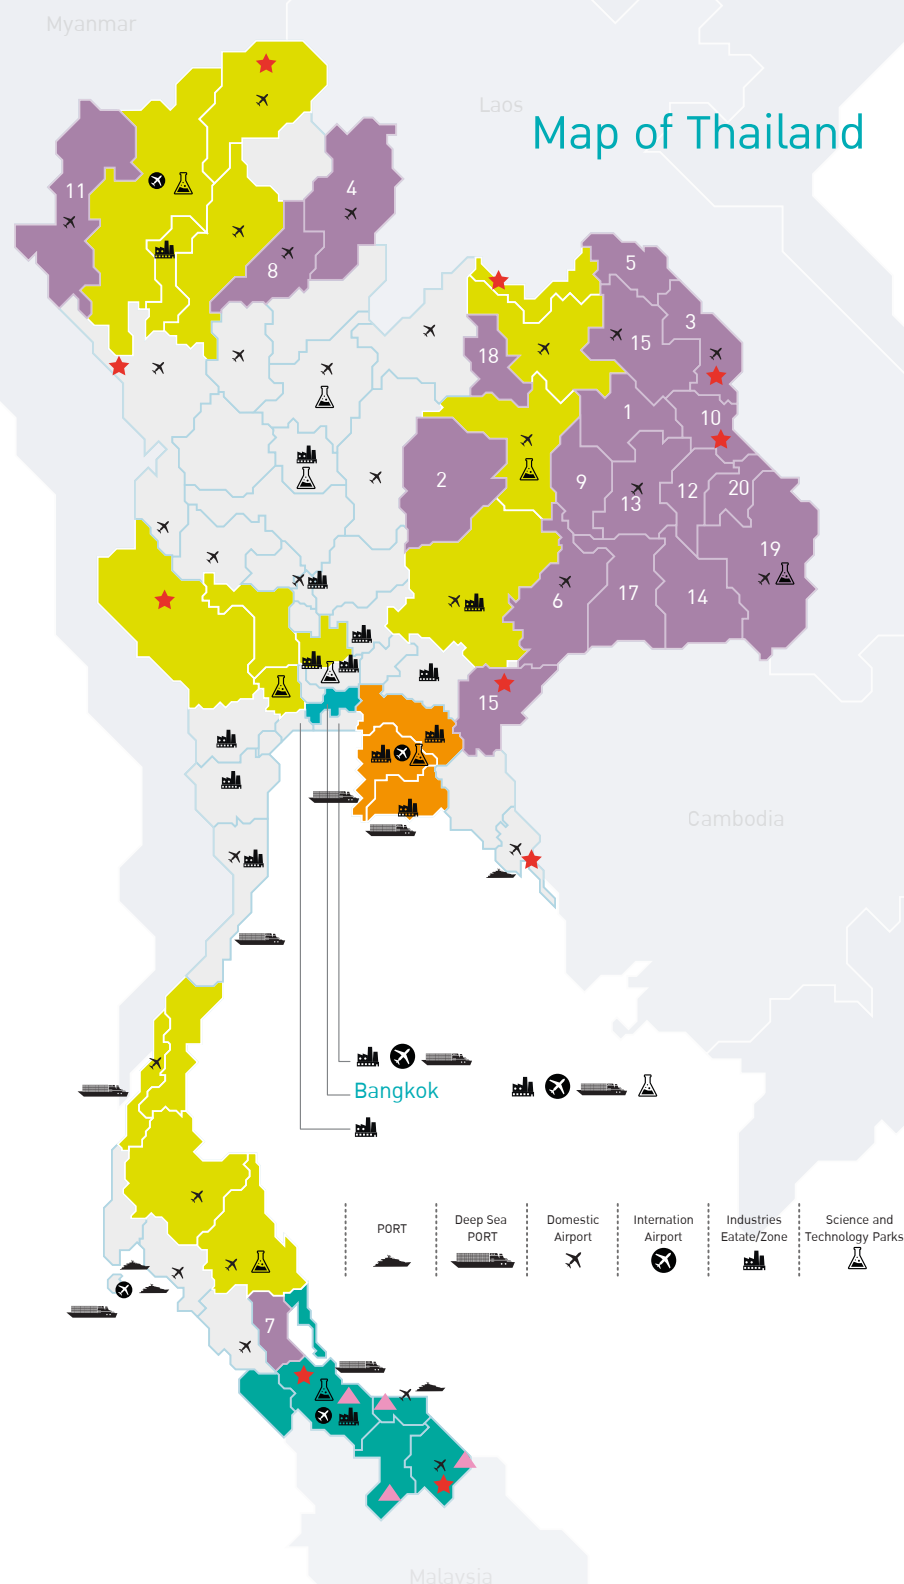 Myanmar
Laos
Map of Thailand
11
4
8
5
3
15
18
1
10
2
9
13
12
20
19
6
17
14
15
Cambodia
Bangkok
PORT
Deep Sea
PORT
Domestic
Airport
Internation
Airport
Industries
Eatate/Zone
Science and
Technology Parks
7
Malaysia